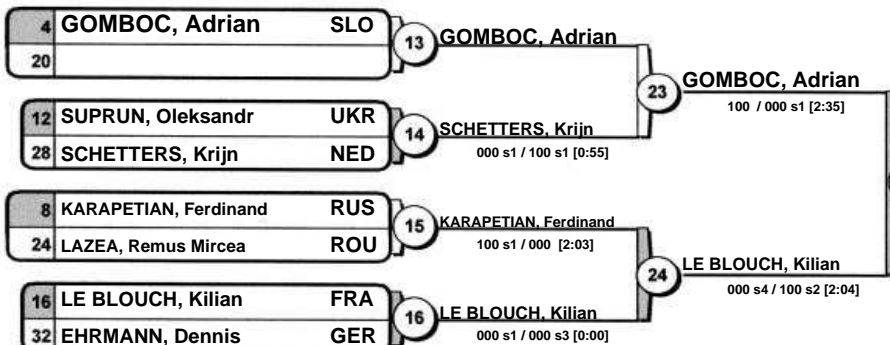 4 GOMBOC, Adrian SLO
20
13 GOMBOC, Adrian
12 SUPRUN, Oleksandr UKR
28 SCHETTERS, Krijn NED
14 SCHETTERS, Krijn
000 s1 / 100 s1 [0:55]
23 GOMBOC, Adrian
100 / 000 s1 [2:35]
8 KARAPETIAN, Ferdinand RUS
24 LAZEA, Remus Mircea ROU
15 KARAPETIAN, Ferdinand
100 s1 / 000 [2:03]
16 LE BLOUCH, Kilian FRA
32 EHRMANN, Dennis GER
16 LE BLOUCH, Kilian
000 s1 / 000 s3 [0:00]
24 LE BLOUCH, Kilian
000 s4 / 100 s2 [2:04]